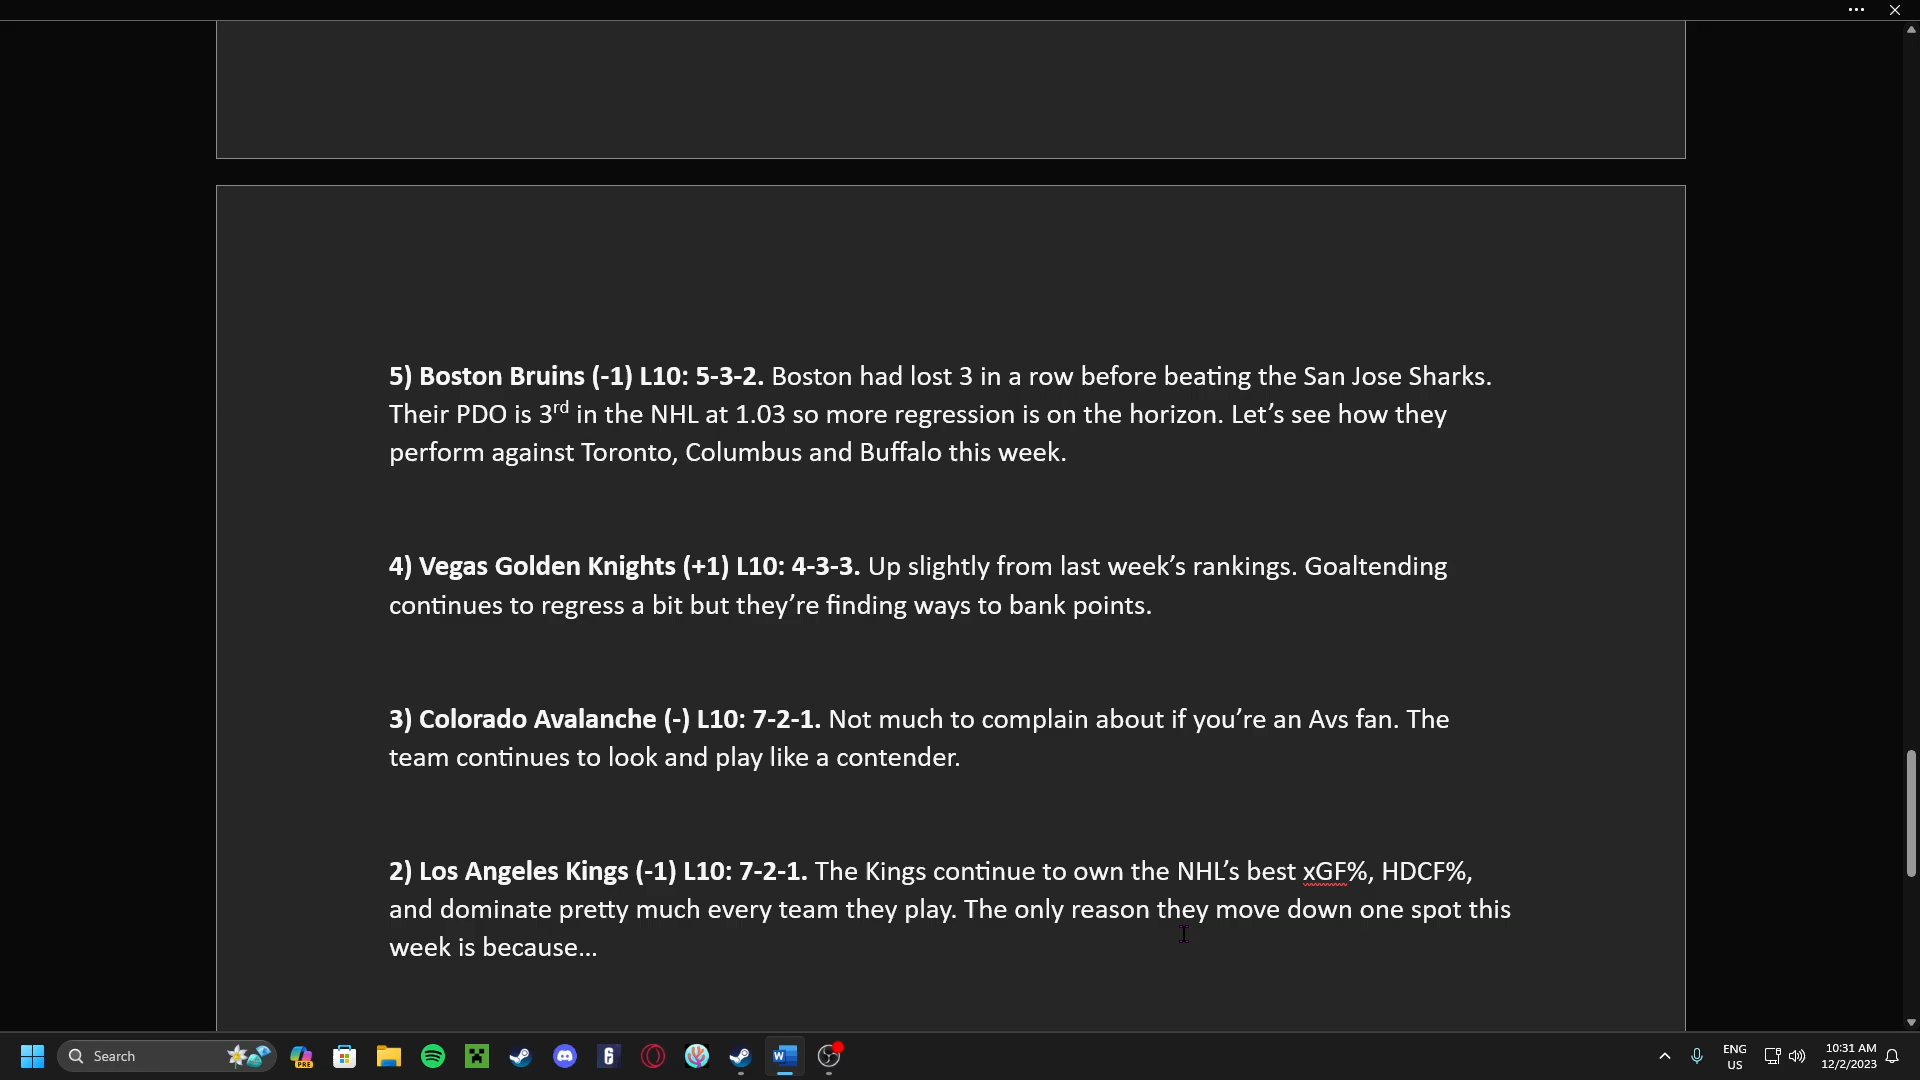 5) Boston Bruins (-1) L10: 5-3-2. Boston had lost 3 in a row before beating the San Jose Sharks.
Their PDO is 3rd in the NHL at 1.03 so more regression is on the horizon. Let’s see how they
perform against Toronto, Columbus and Buffalo this week.
4) Vegas Golden Knights (+1) L10: 4-3-3. Up slightly from last week’s rankings. Goaltending
continues to regress a bit but they’re finding ways to bank points.
3) Colorado Avalanche (-) L10: 7-2-1. Not much to complain about if you’re an Avs fan. The
team continues to look and play like a contender.
2) Los Angeles Kings (-1) L10: 7-2-1. The Kings continue to own the NHL’s best xGF%, HDCF%,
and dominate pretty much every team they play. The only reason they move down one spot this
week is because…
Search
PRE
W
ENG
US
10:31 AM
12/2/2023